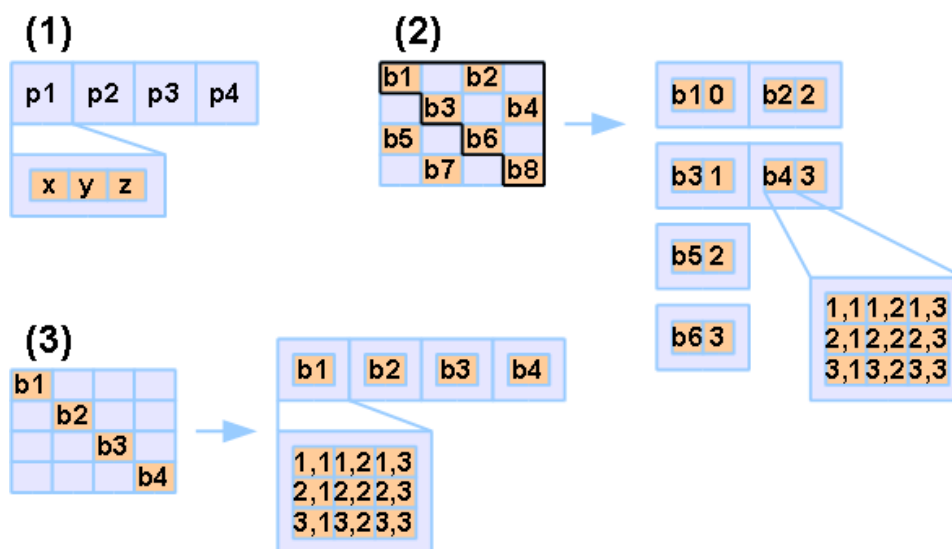 (1)
p1 p2 p3 p4
x y z
(2)
b1 b2
b3 b4
b5 b6
b7 b8
b1 0 b2 2
b3 1 b4 3
b5 2
b6 3
1,1 1,2 1,3
2,1 2,2 2,3
3,1 3,2 3,3
(3)
b1
b2
b3
b4
b1 b2 b3 b4
1,1 1,2 1,3
2,1 2,2 2,3
3,1 3,2 3,3